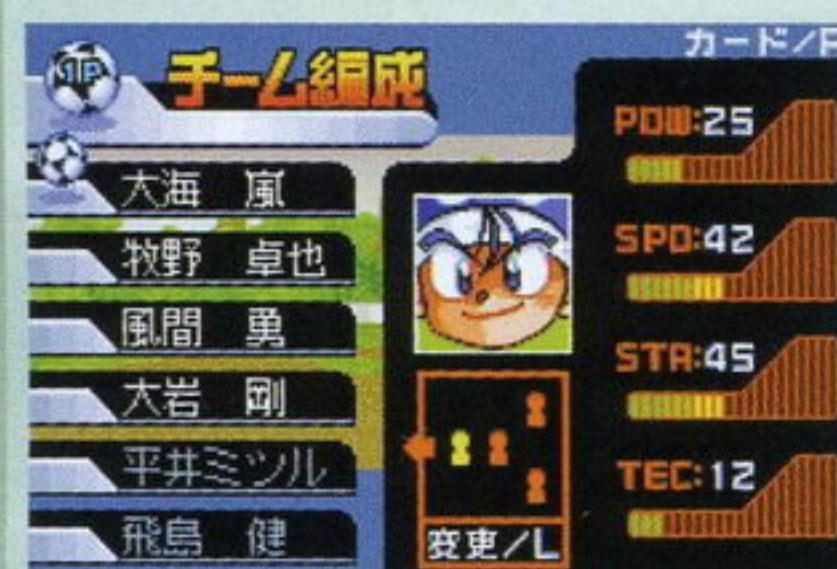 カード/
1P チーム編成
POW:25
大海 嵐
牧野 卓也
SPD:42
風間 勇
STA:45
大岩 剛
平井ミツル
TEC:12
飛島 健
変更/L